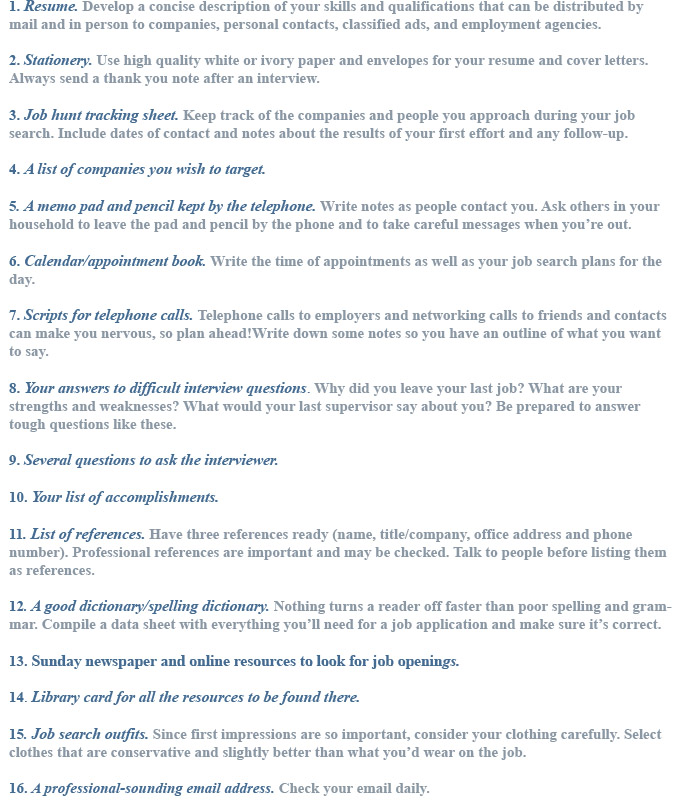 1. Resume. Develop a concise description of your skills and qualifications that can be distributed by
mail and in person to companies, personal contacts, classified ads, and employment agencies.
2. Stationery. Use high quality white or ivory paper and envelopes for your resume and cover letters.
Always send a thank you note after an interview.
3. Job hunt tracking sheet. Keep track of the companies and people you approach during your job
search. Include dates of contact and notes about the results of your first effort and any follow-up.
4. A list of companies you wish to target.
5. A memo pad and pencil kept by the telephone. Write notes as people contact you. Ask others in your
household to leave the pad and pencil by the phone and to take careful messages when you’re out.
6. Calendar/appointment book. Write the time of appointments as well as your job search plans for the
day.
7. Scripts for telephone calls. Telephone calls to employers and networking calls to friends and contacts
can make you nervous, so plan ahead!Write down some notes so you have an outline of what you want
to say.
8. Your answers to difficult interview questions. Why did you leave your last job? What are your
strengths and weaknesses? What would your last supervisor say about you? Be prepared to answer
tough questions like these.
9. Several questions to ask the interviewer.
10. Your list of accomplishments.
11. List of references. Have three references ready (name, title/company, office address and phone
number). Professional references are important and may be checked. Talk to people before listing them
as references.
12. A good dictionary/spelling dictionary. Nothing turns a reader off faster than poor spelling and gram-
mar. Compile a data sheet with everything you’ll need for a job application and make sure it’s correct.
13. Sunday newspaper and online resources to look for job openings.
14. Library card for all the resources to be found there.
15. Job search outfits. Since first impressions are so important, consider your clothing carefully. Select
clothes that are conservative and slightly better than what you’d wear on the job.
16. A professional-sounding email address. Check your email daily.